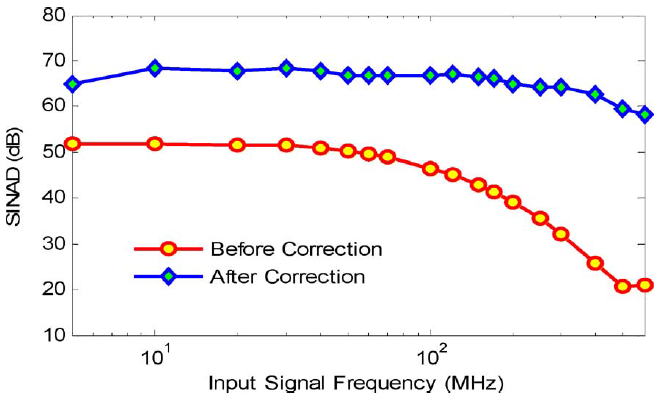 80
70
60
50
40
30
20
10
SINAD (dB)
Before Correction
After Correction
10^1
10^2
Input Signal Frequency (MHz)